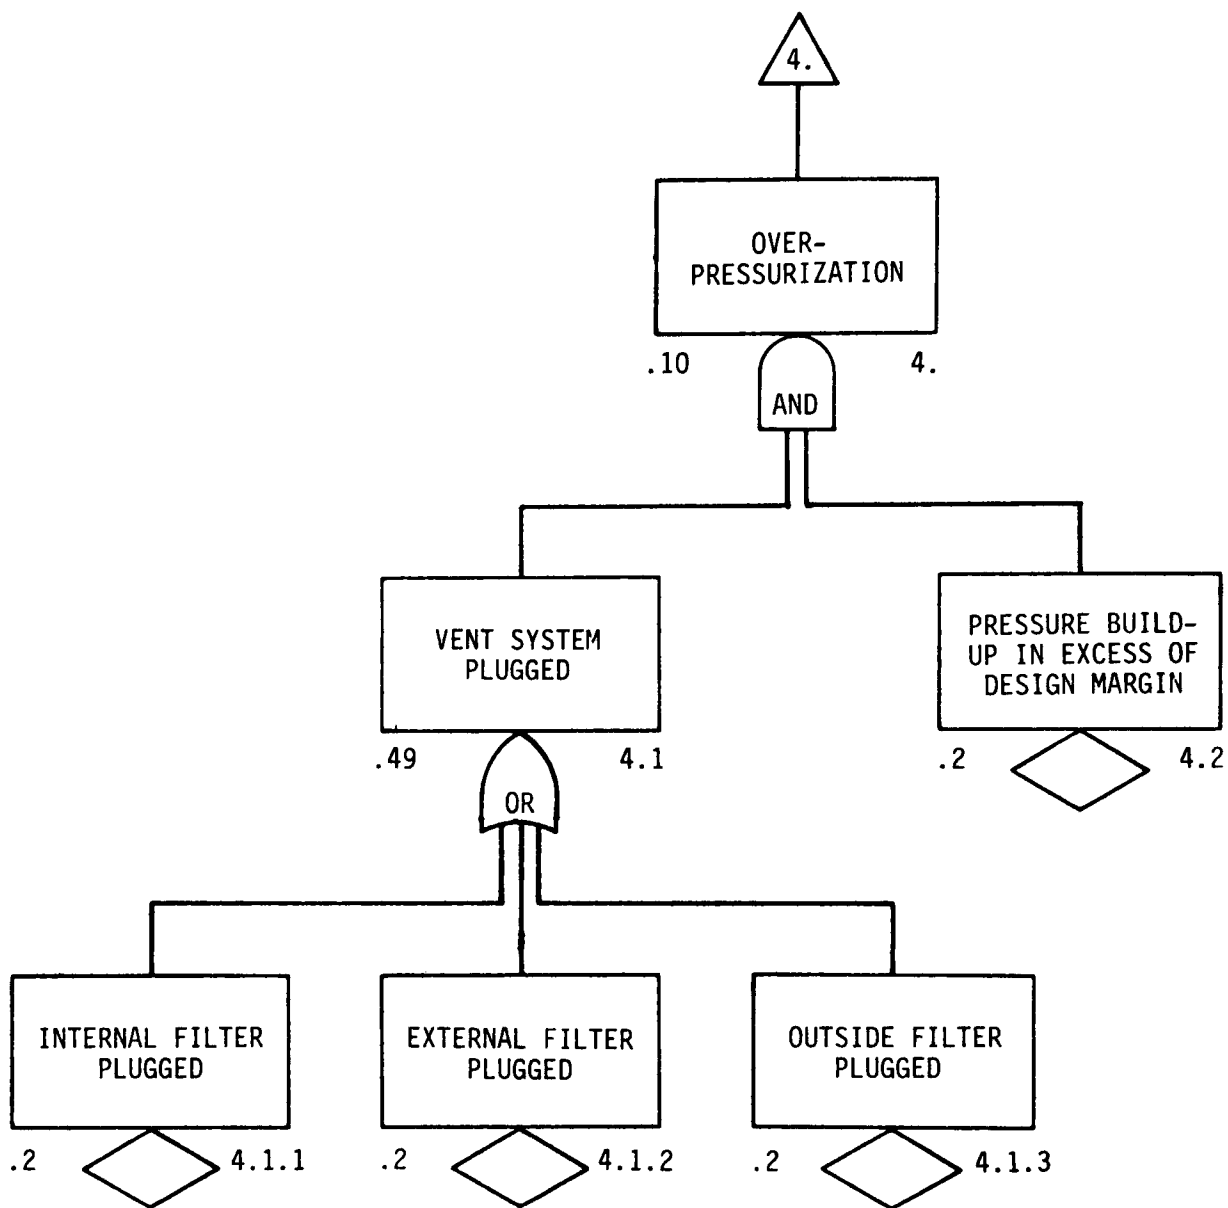 4.
OVER-
PRESSURIZATION
.10
4.
AND
VENT SYSTEM
PLUGGED
PRESSURE BUILD-
UP IN EXCESS OF
DESIGN MARGIN
.49
4.1
.2
4.2
OR
INTERNAL FILTER
PLUGGED
EXTERNAL FILTER
PLUGGED
OUTSIDE FILTER
PLUGGED
.2
4.1.1
.2
4.1.2
.2
4.1.3